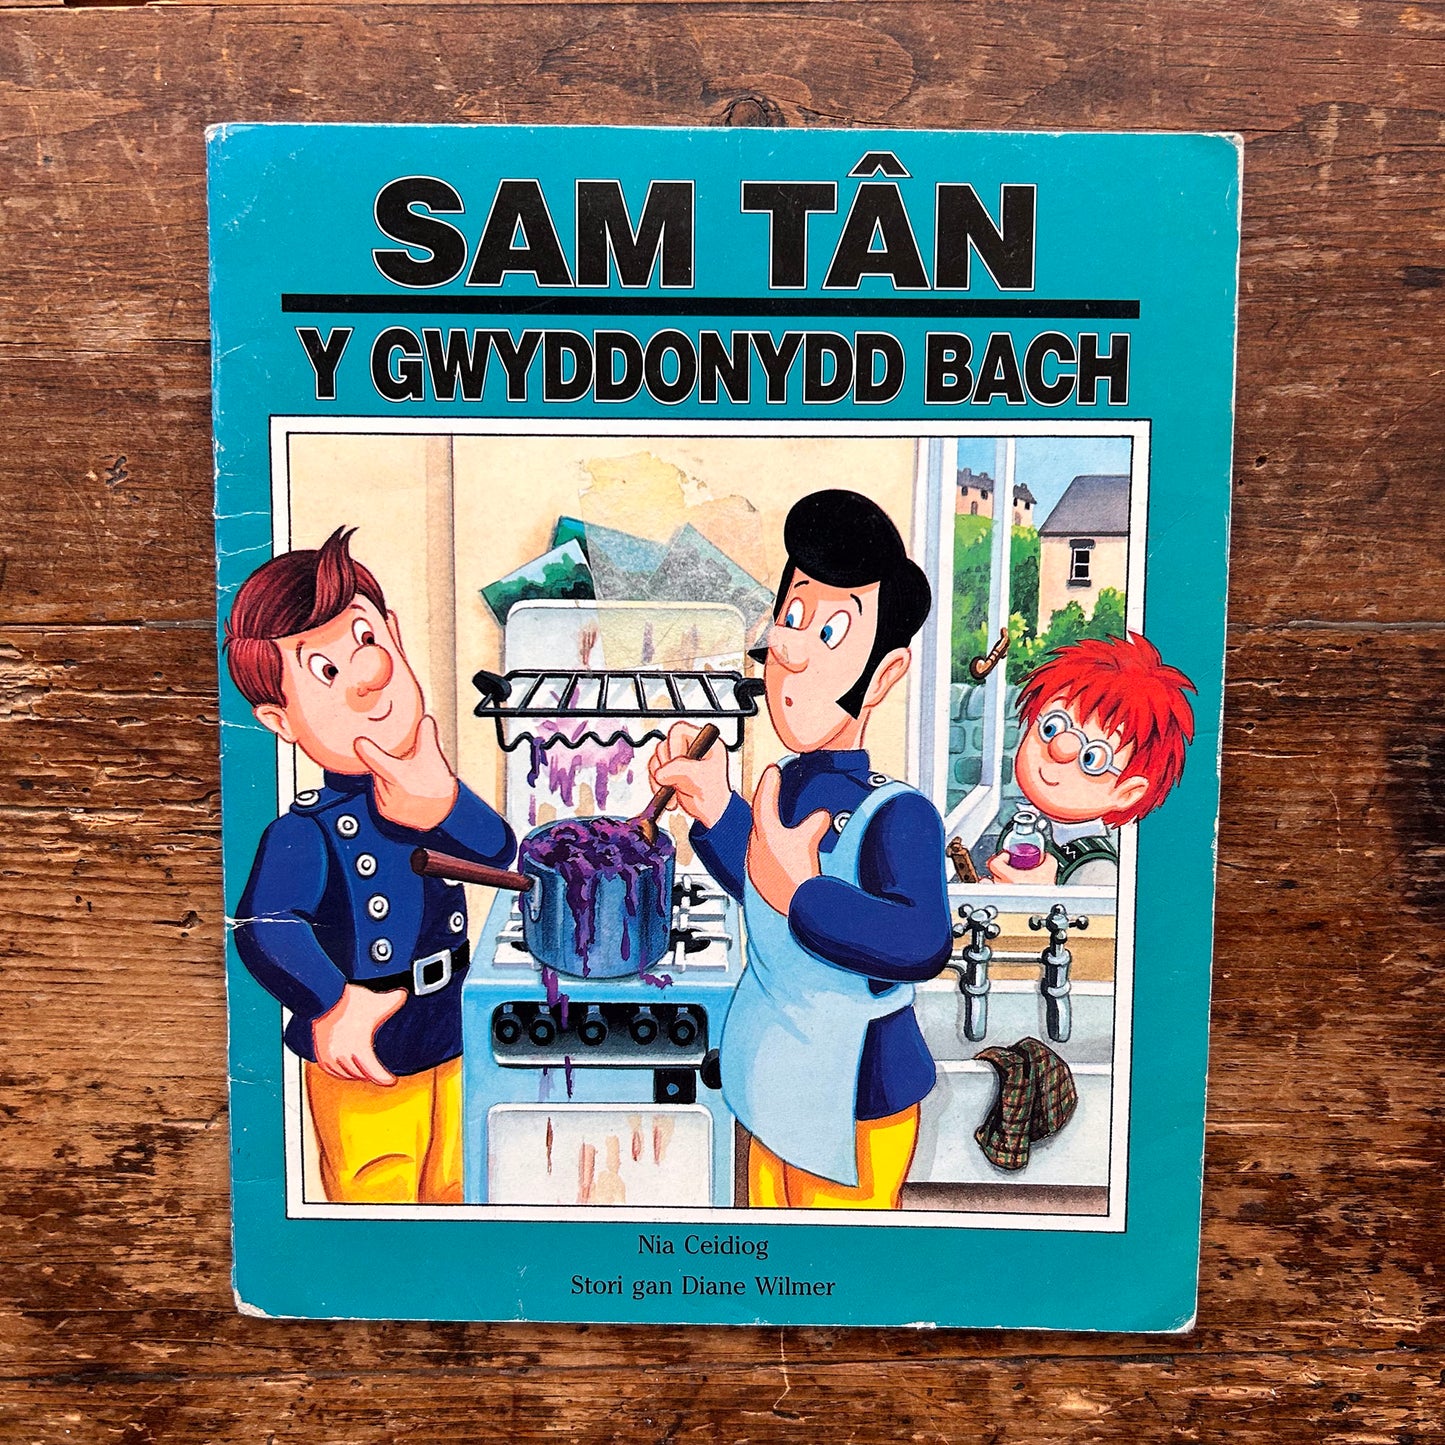 SAM TÂN
Y GWYDDONYDD BACH
Nia Ceidiog
Stori gan Diane Wilmer